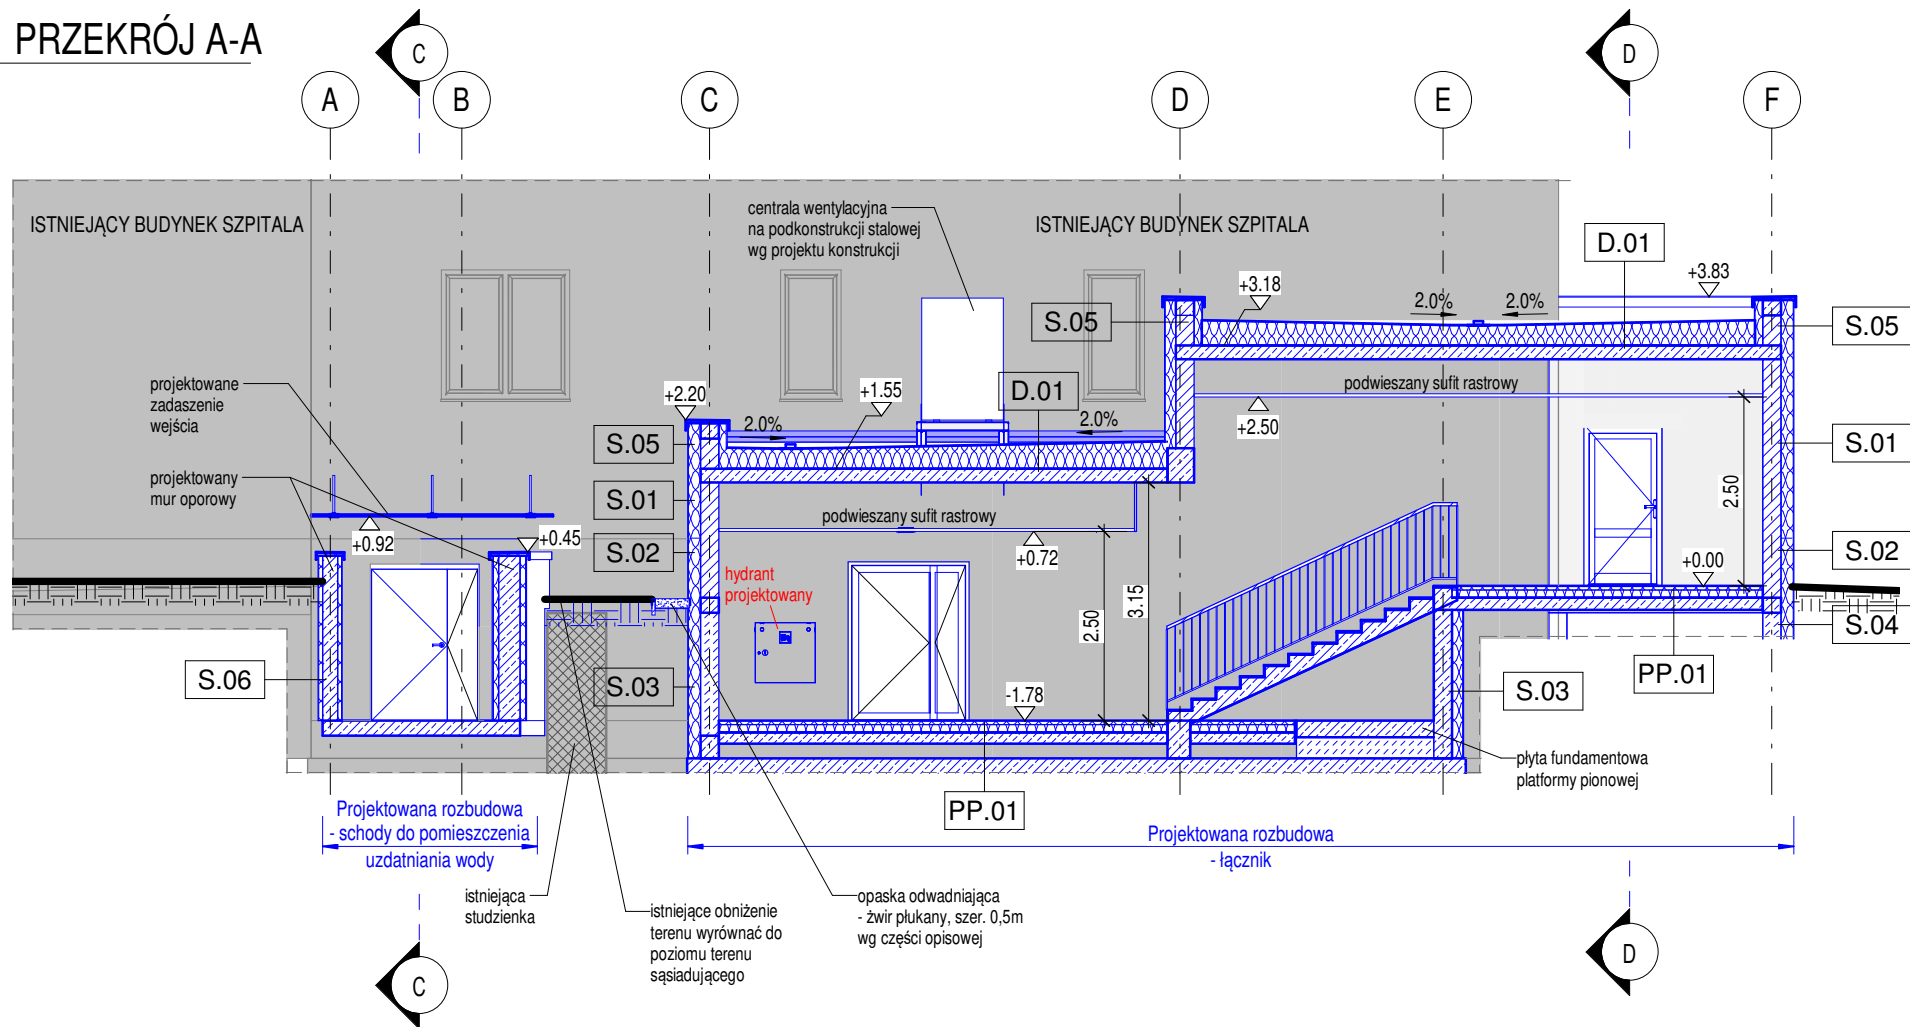 PRZEKRÓJ A-A
C
D
A
B
C
D
E
F
ISTNIEJĄCY BUDYNEK SZPITALA
centrala wentylacyjna
na podkonstrukcji stalowej
wg projektu konstrukcji
ISTNIEJĄCY BUDYNEK SZPITALA
D.01
+3.83
+3.18
2.0%
2.0%
S.05
S.05
projektowane
zadaszenie
wejścia
podwieszany sufit rastrowy
+2.20
+1.55
D.01
+2.50
2.0%
2.0%
S.05
S.01
projektowany
mur oporowy
S.01
podwieszany sufit rastrowy
2.50
+0.92
+0.45
S.02
+0.72
S.02
+0.00
hydrant
projektowany
2.50
3.15
S.04
S.06
S.03
-1.78
S.03
PP.01
płyta fundamentowa
platformy pionowej
PP.01
Projektowana rozbudowa
- schody do pomieszczenia
uzdatniania wody
Projektowana rozbudowa
- łącznik
istniejąca
studzienka
istniejące obniżenie
terenu wyrównać do
poziomu terenu
sąsiadującego
opaska odwadniająca
- żwir płukany, szer. 0,5m
wg części opisowej
C
D